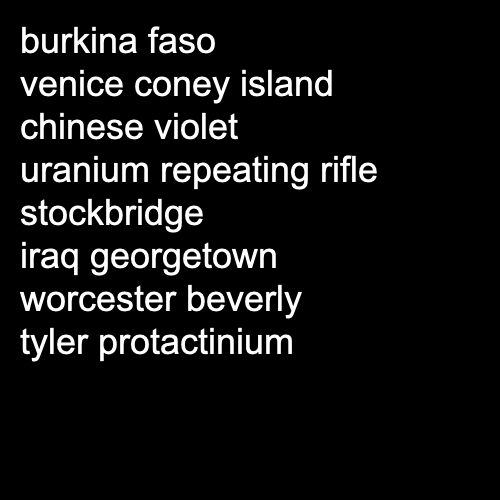 burkina faso
venice coney island
chinese violet
uranium repeating rifle
stockbridge
iraq georgetown
worcester beverly
tyler protactinium